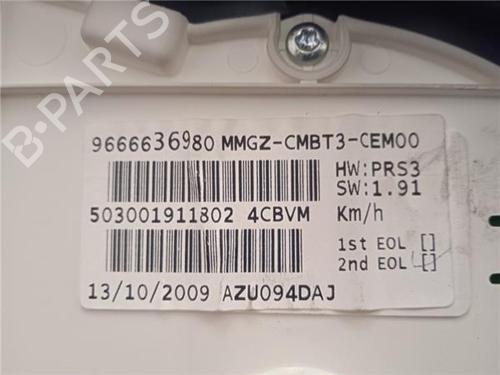 9666636980 MMGZ-CMBT3-CEM00
HW:PRS3
SW:1.91
503001911802 4CBVM
Km/h
1st EOL []
2nd EOL []
13/10/2009 AZU094DAJ
B-PARTS